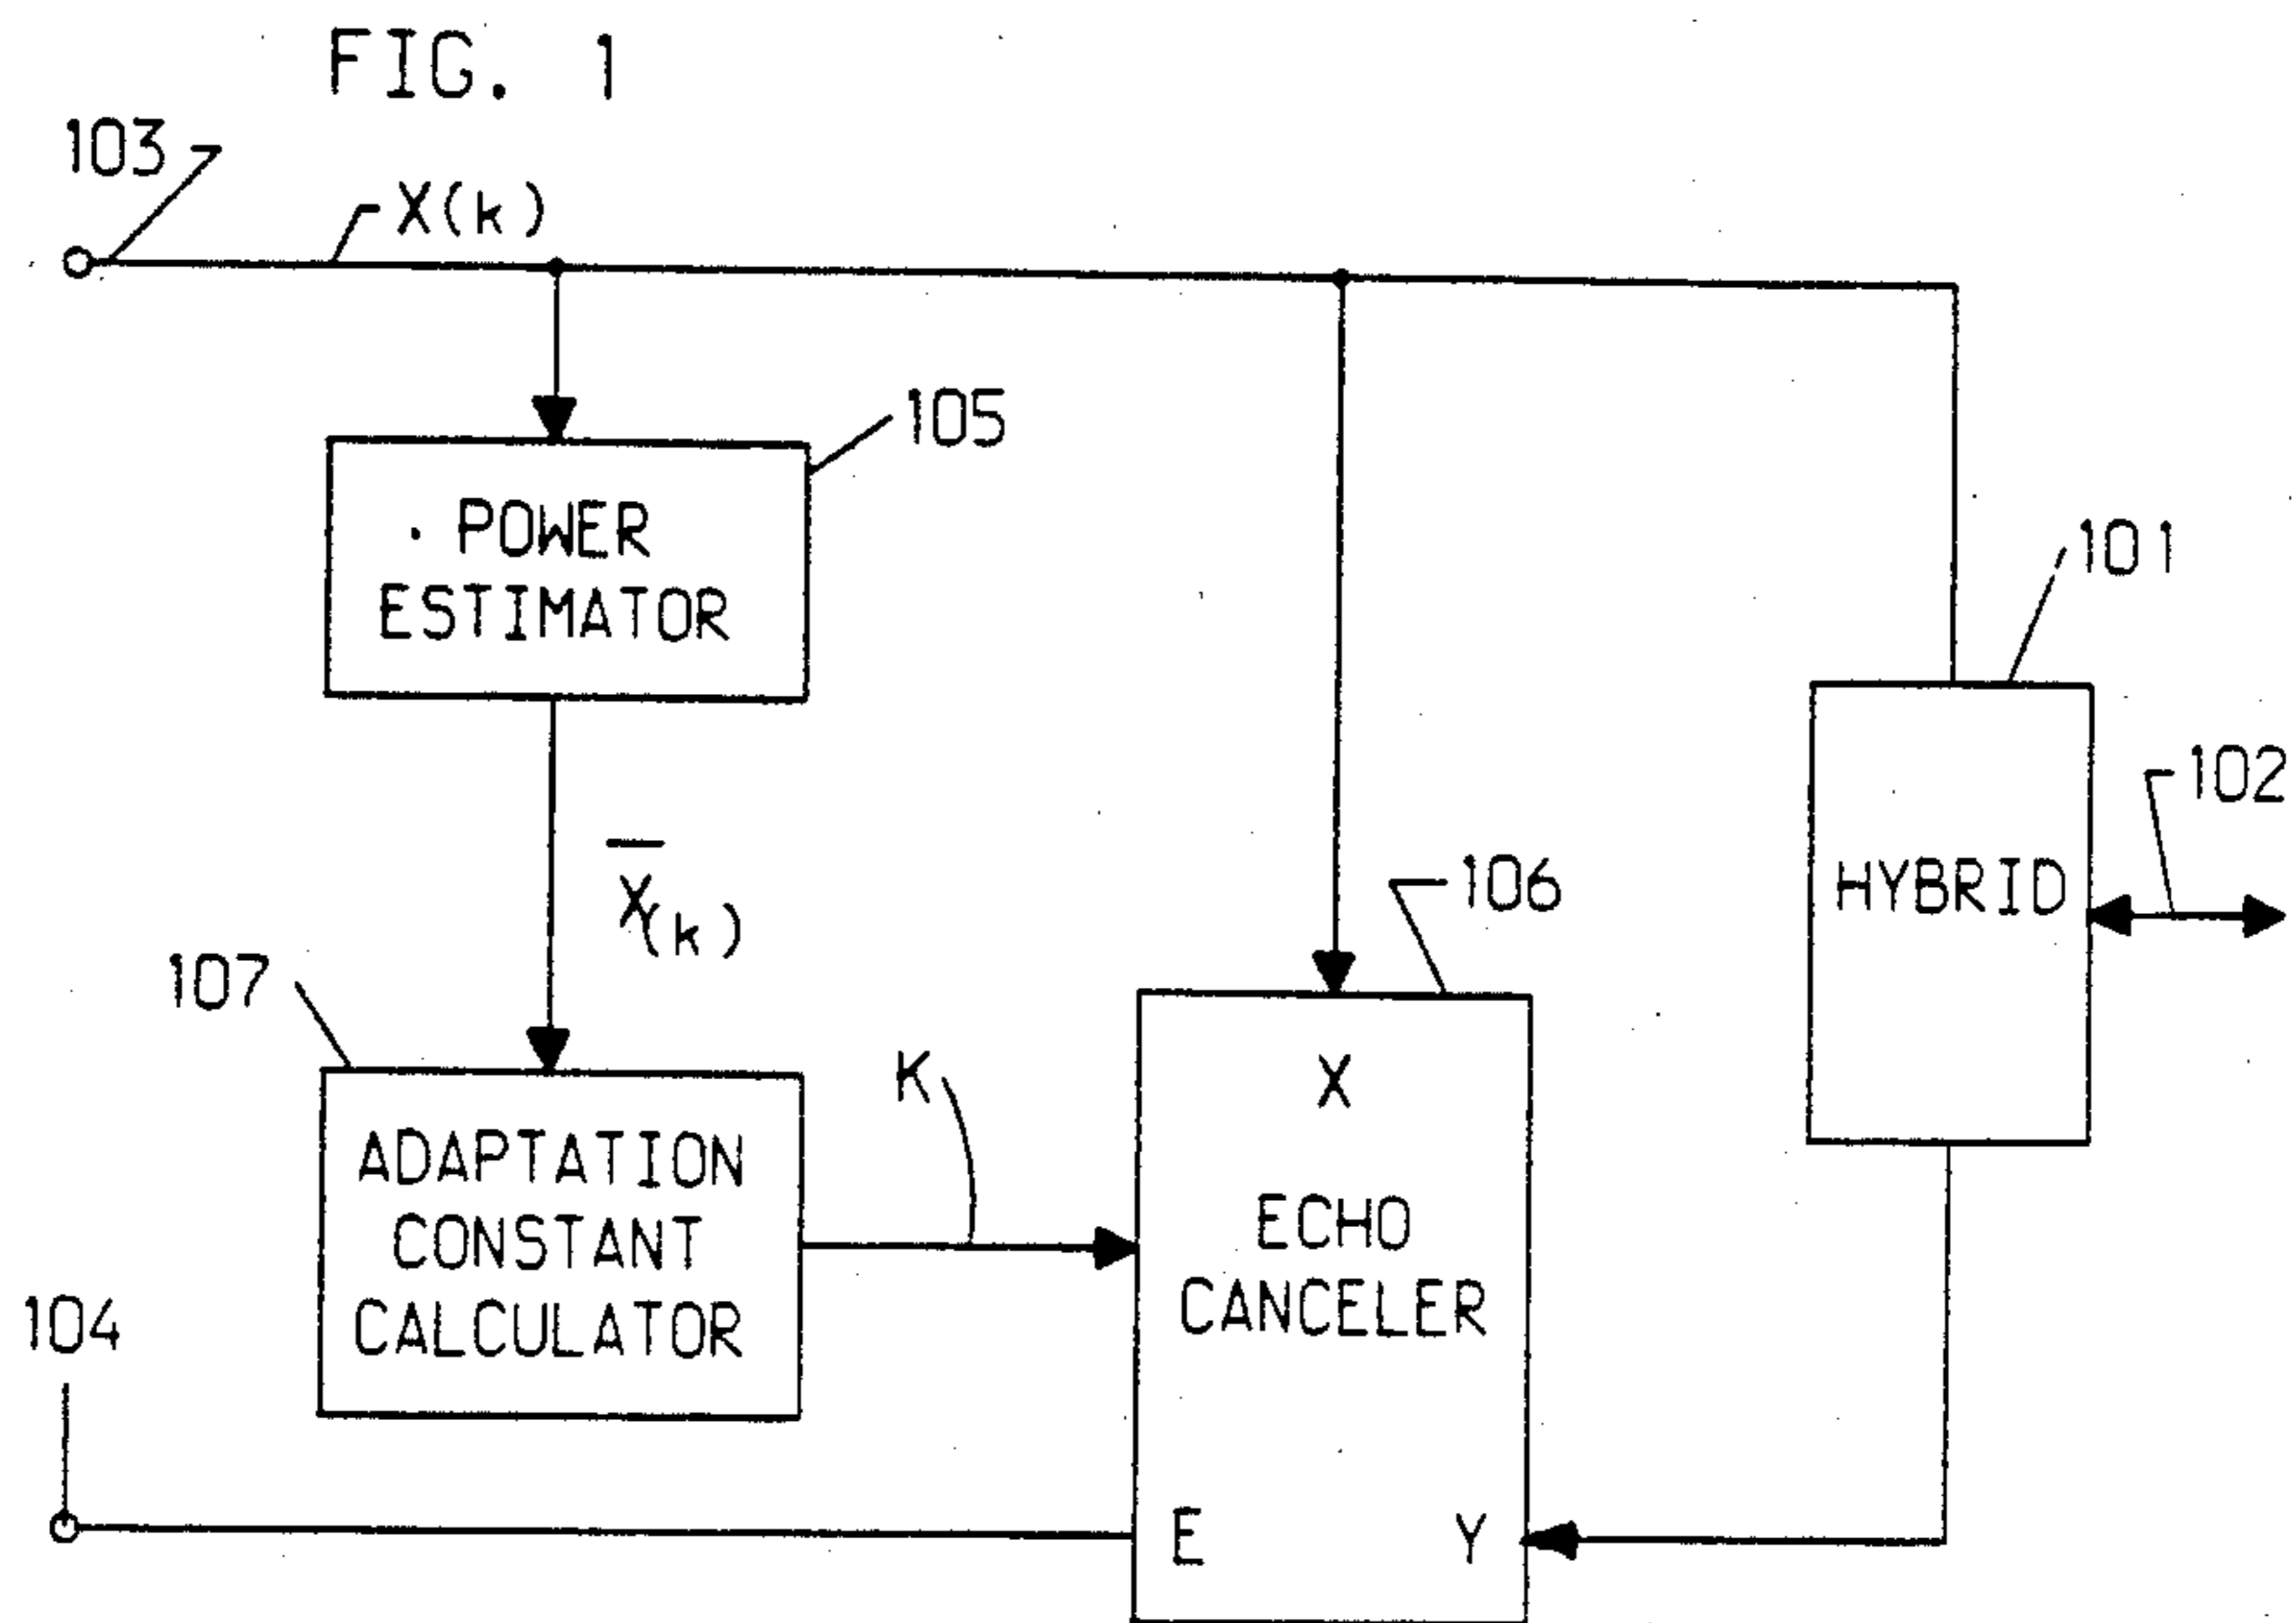 FIG. 1
103
X(k)
105
POWER
ESTIMATOR
101
102
X̅(k)
HYBRID
106
107
K
X
ADAPTATION
CONSTANT
CALCULATOR
ECHO
CANCELER
104
E
Y